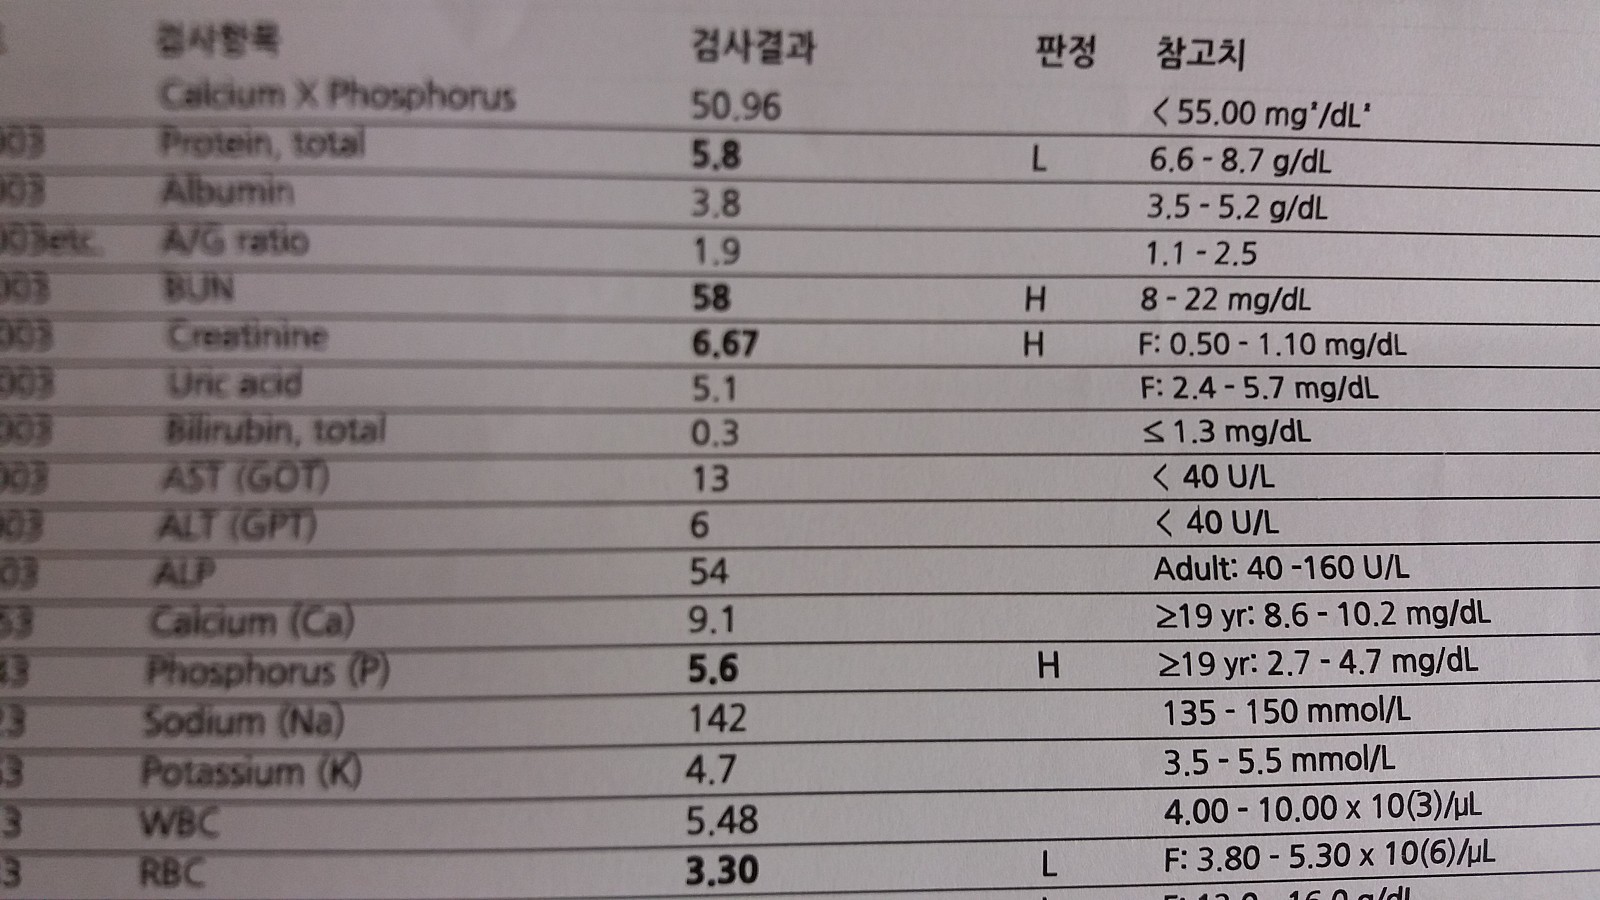 검사항목 검사결과 판정 참고치
Calcium X Phosphorus 50.96 < 55.00 mg²/dL²
003 Protein, total 5.8 L 6.6 - 8.7 g/dL
003 Albumin 3.8 3.5 - 5.2 g/dL
003etc. A/G ratio 1.9 1.1 - 2.5
003 BUN 58 H 8 - 22 mg/dL
003 Creatinine 6.67 H F: 0.50 - 1.10 mg/dL
003 Uric acid 5.1 F: 2.4 - 5.7 mg/dL
003 Bilirubin, total 0.3 ≤ 1.3 mg/dL
003 AST (GOT) 13 < 40 U/L
003 ALT (GPT) 6 < 40 U/L
03 ALP 54 Adult: 40 -160 U/L
53 Calcium (Ca) 9.1 ≥19 yr: 8.6 - 10.2 mg/dL
43 Phosphorus (P) 5.6 H ≥19 yr: 2.7 - 4.7 mg/dL
23 Sodium (Na) 142 135 - 150 mmol/L
53 Potassium (K) 4.7 3.5 - 5.5 mmol/L
3 WBC 5.48 4.00 - 10.00 x 10(3)/µL
3 RBC 3.30 L F: 3.80 - 5.30 x 10(6)/µL